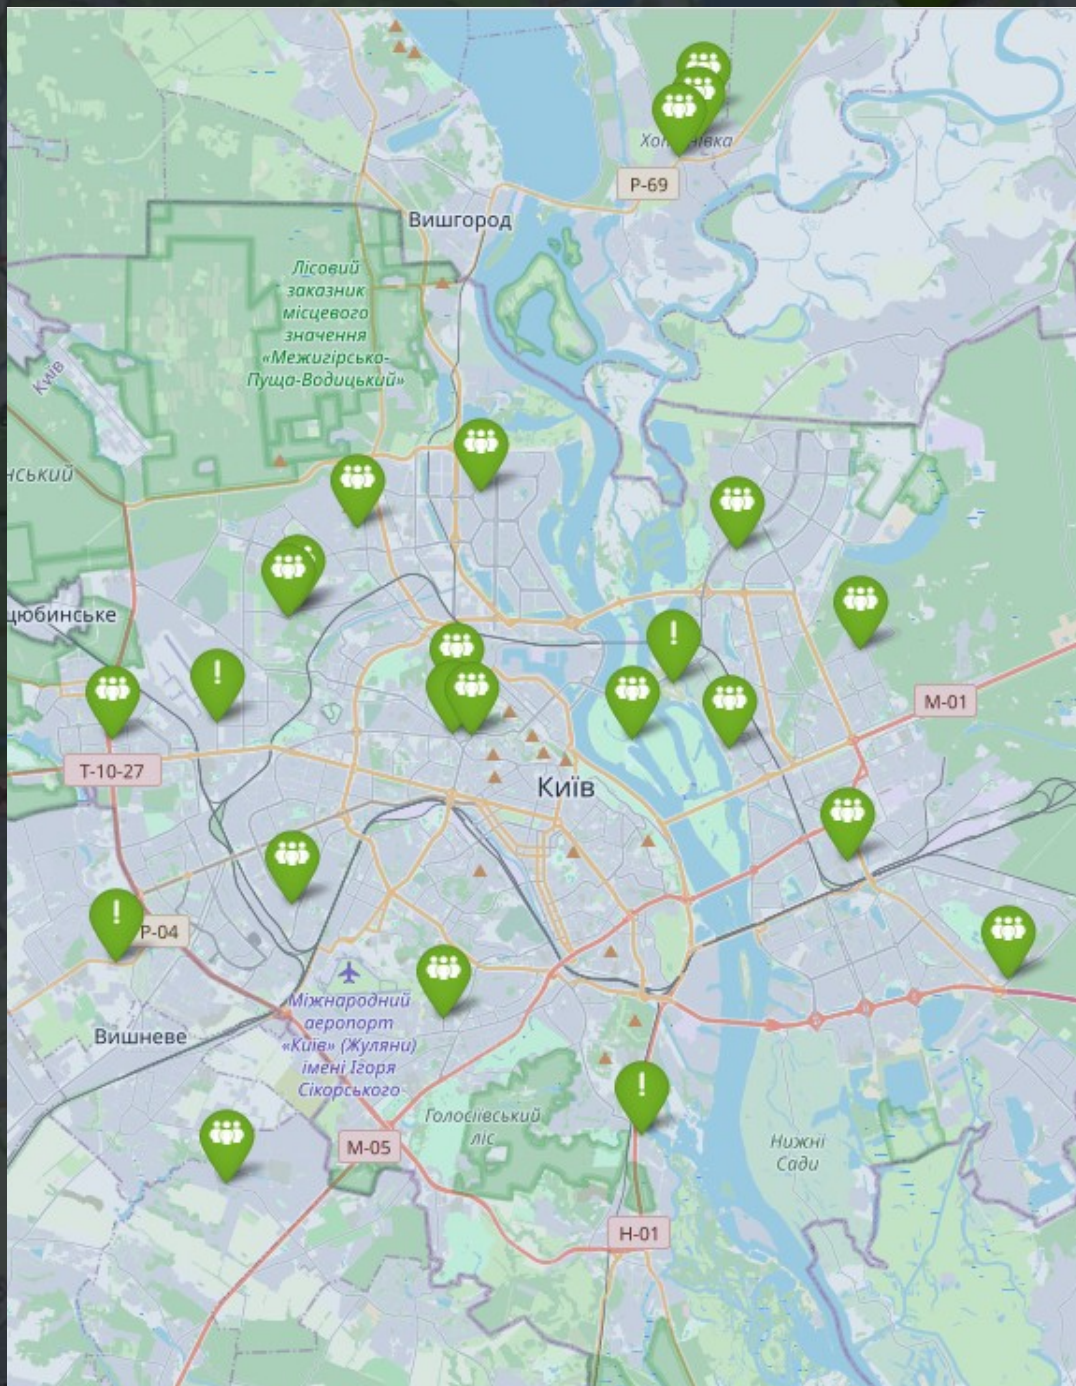 Р-69
Вишгород
Лісовий
заказник
місцевого
значення
«Межигірсько-
Пуща-Водицький»
Київ
нський
цюбинське
М-01
Т-10-27
Київ
Р-04
Міжнародний
аеропорт
«Київ» (Жуляни)
імені Ігоря
Сікорського
Вишневе
Голосіївський
ліс
Нижні
Сади
М-05
Н-01